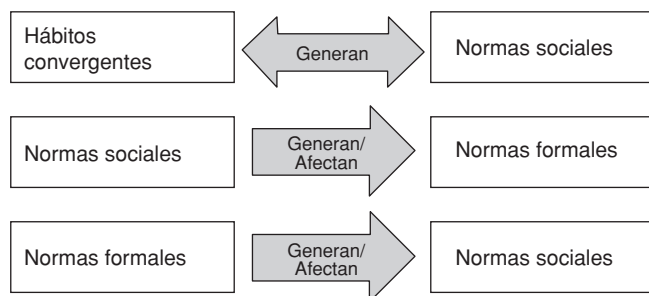 Hábitos
convergentes
Generan
Normas sociales
Normas sociales
Generan/
Afectan
Normas formales
Normas formales
Generan/
Afectan
Normas sociales